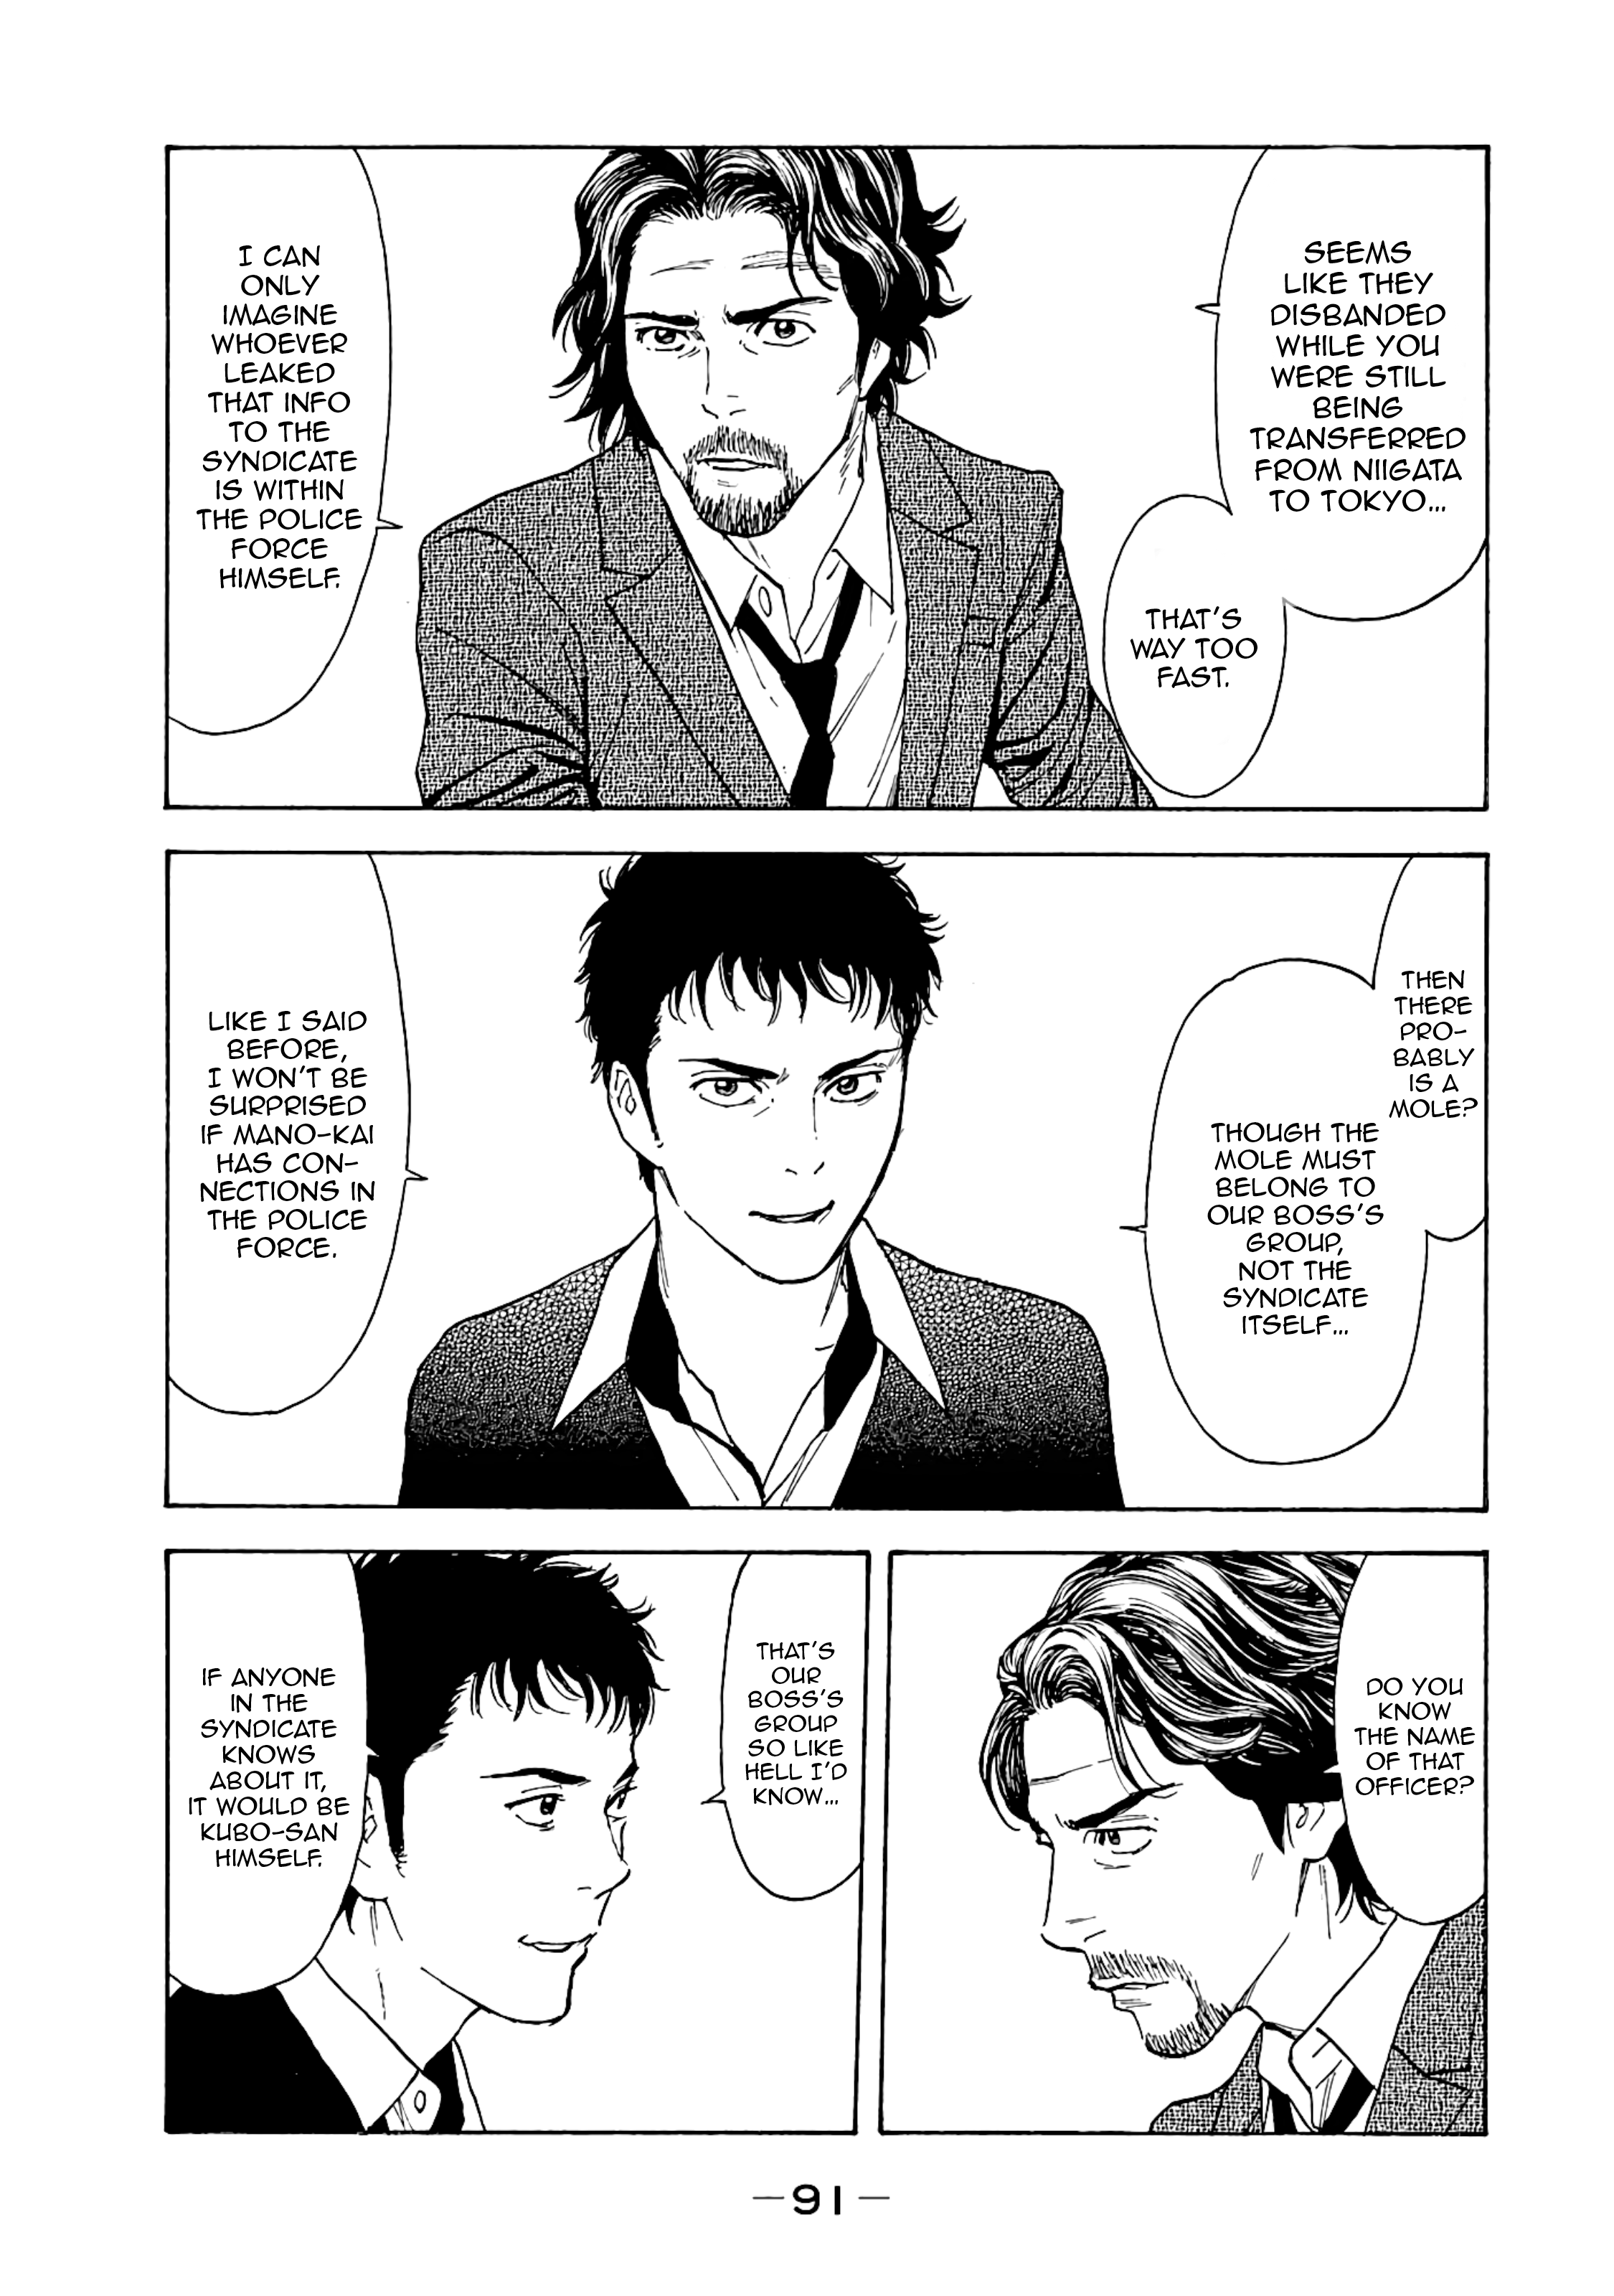 SEEMS
LIKE THEY
DISBANDED
WHILE YOU
WERE STILL
BEING
TRANSFERRED
FROM NIIGATA
TO TOKYO...
THAT'S
WAY TOO
FAST.
I CAN
ONLY
IMAGINE
WHOEVER
LEAKED
THAT INFO
TO THE
SYNDICATE
IS WITHIN
THE POLICE
FORCE
HIMSELF.
THEN
THERE
PRO-
BABLY
IS A
MOLE?
THOUGH THE
MOLE MUST
BELONG TO
OUR BOSS'S
GROUP,
NOT THE
SYNDICATE
ITSELF...
LIKE I SAID
BEFORE,
I WON'T BE
SURPRISED
IF MANO-KAI
HAS CON-
NECTIONS IN
THE POLICE
FORCE.
DO YOU
KNOW
THE NAME
OF THAT
OFFICER?
THAT'S
OUR
BOSS'S
GROUP
SO LIKE
HELL I'D
KNOW...
IF ANYONE
IN THE
SYNDICATE
KNOWS
ABOUT IT,
IT WOULD BE
KUBO-SAN
HIMSELF.
—91—